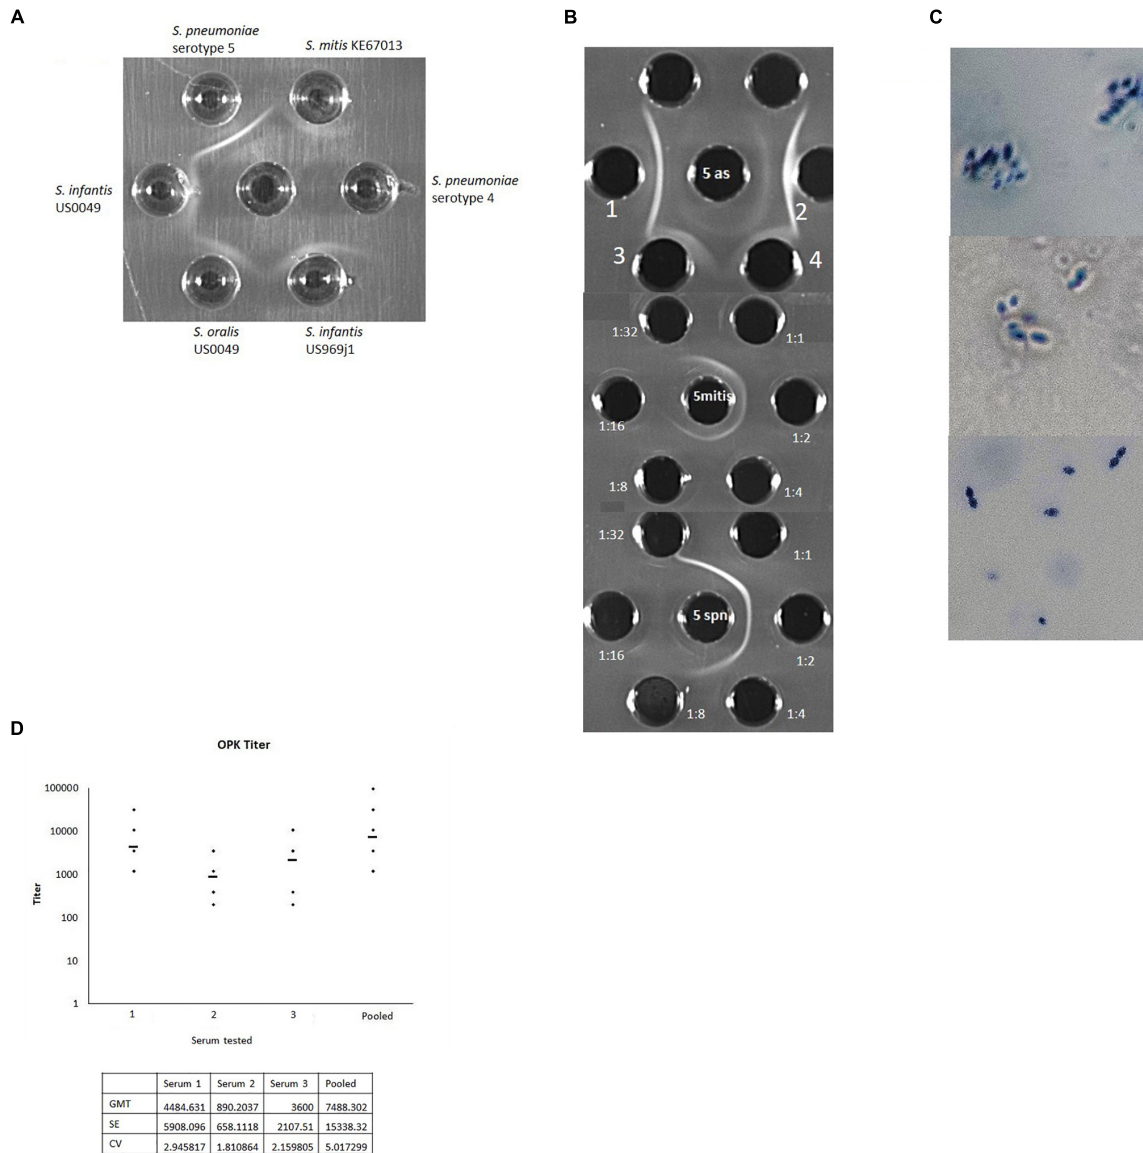 A
S. pneumoniae
serotype 5
S. mitis KE67013
S. infantis
US0049
S. pneumoniae
serotype 4
S. oralis
US0049
S. infantis
US969j1
B
5 as
1
2
3
4
1:32
1:1
5mitis
1:16
1:2
1:8
1:4
1:32
1:1
5 spn
1:16
1:2
1:8
1:4
C
D
OPK Titer
100000
10000
1000
100
10
1
Titer
1 2 3 Pooled
Serum tested
Serum 1 Serum 2 Serum 3 Pooled
GMT 4484.631 890.2037 3600 7488.302
SE 5908.096 658.1118 2107.51 15338.32
CV 2.945817 1.810864 2.159805 5.017299